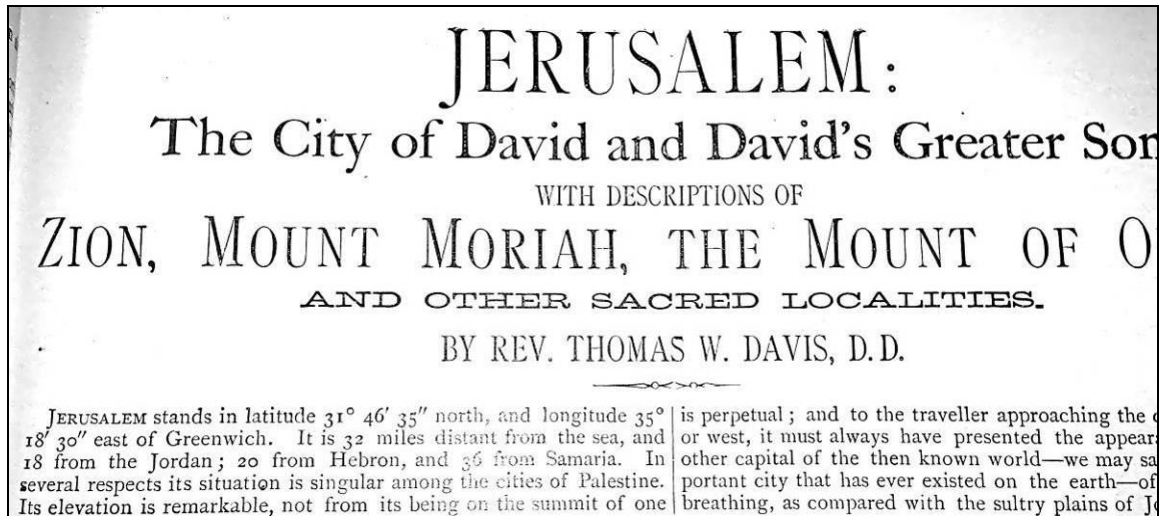 JERUSALEM:
The City of David and David's Greater Son
WITH DESCRIPTIONS OF
ZION, MOUNT MORIAH, THE MOUNT OF O
AND OTHER SACRED LOCALITIES.
BY REV. THOMAS W. DAVIS, D.D.
JERUSALEM stands in latitude 31° 46′ 35″ north, and longitude 35°
18′ 30″ east of Greenwich. It is 32 miles distant from the sea, and
18 from the Jordan; 20 from Hebron, and 36 from Samaria. In
several respects its situation is singular among the cities of Palestine.
Its elevation is remarkable, not from its being on the summit of one
is perpetual; and to the traveller approaching the
or west, it must always have presented the appear
other capital of the then known world—we may sa
portant city that has ever existed on the earth—of
breathing, as compared with the sultry plains of